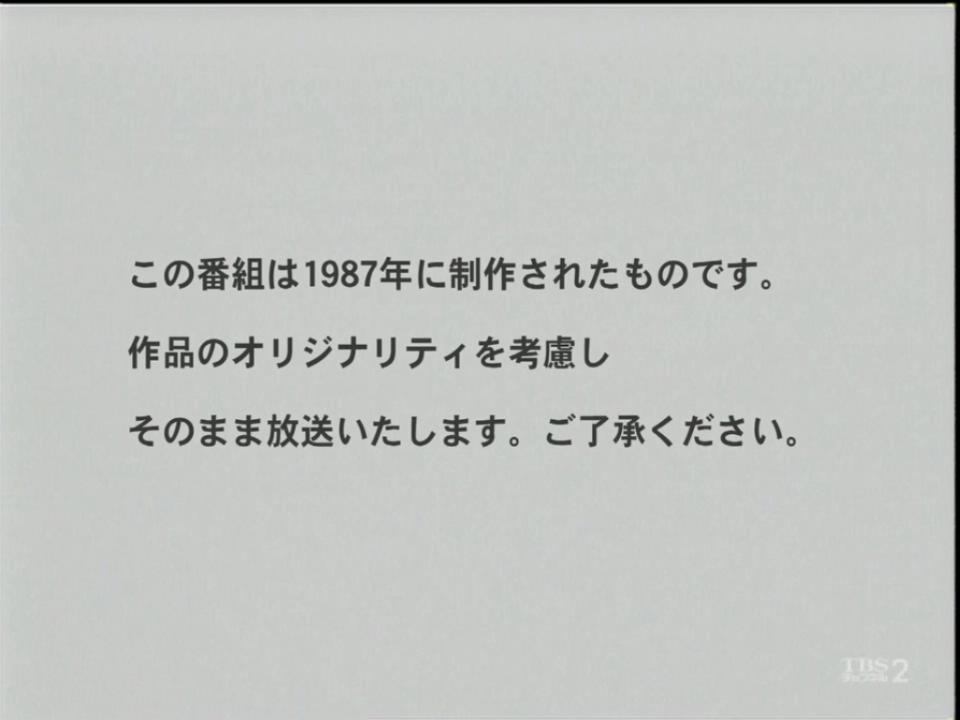 この番組は1987年に制作されたものです。
作品のオリジナリティを考慮し
そのまま放送いたします。ご了承ください。
TBS
チャンネル2